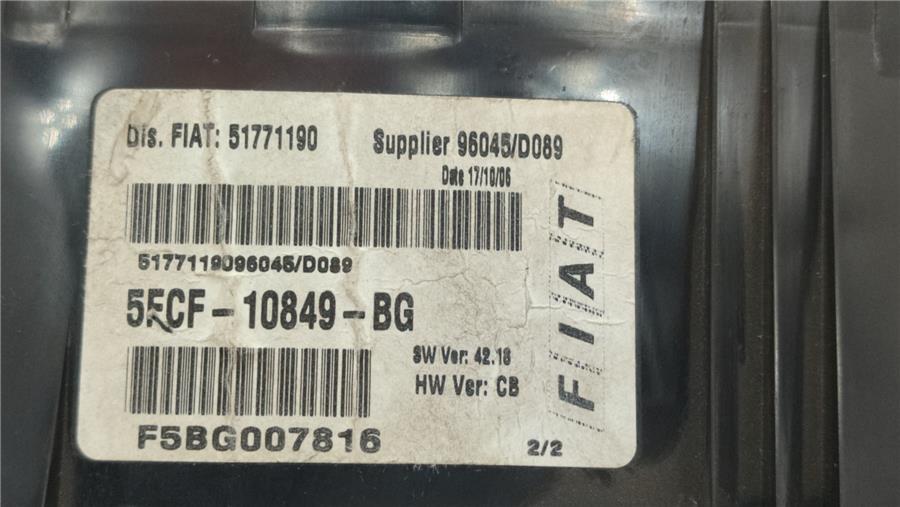 Dis. FIAT: 51771190
Supplier 96045/D089
Date 17/10/06
5177119096045/D089
5FCF-10849-BG
SW Ver: 42.18
HW Ver: CB
F5BG007816
2/2
FIAT